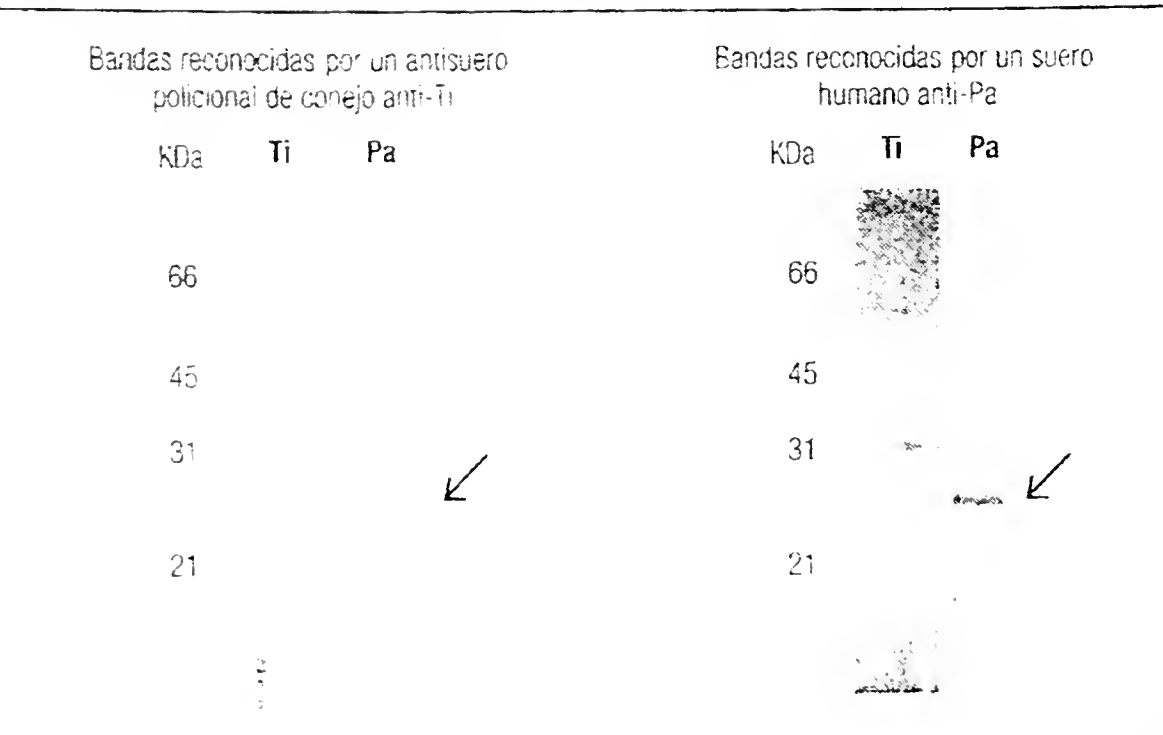 Bandas reconocidas por un antisuero
policlonal de conejo anti-Ti
KDa Ti Pa
66
45
31
21
Bandas reconocidas por un suero
humano anti-Pa
KDa Ti Pa
66
45
31
21